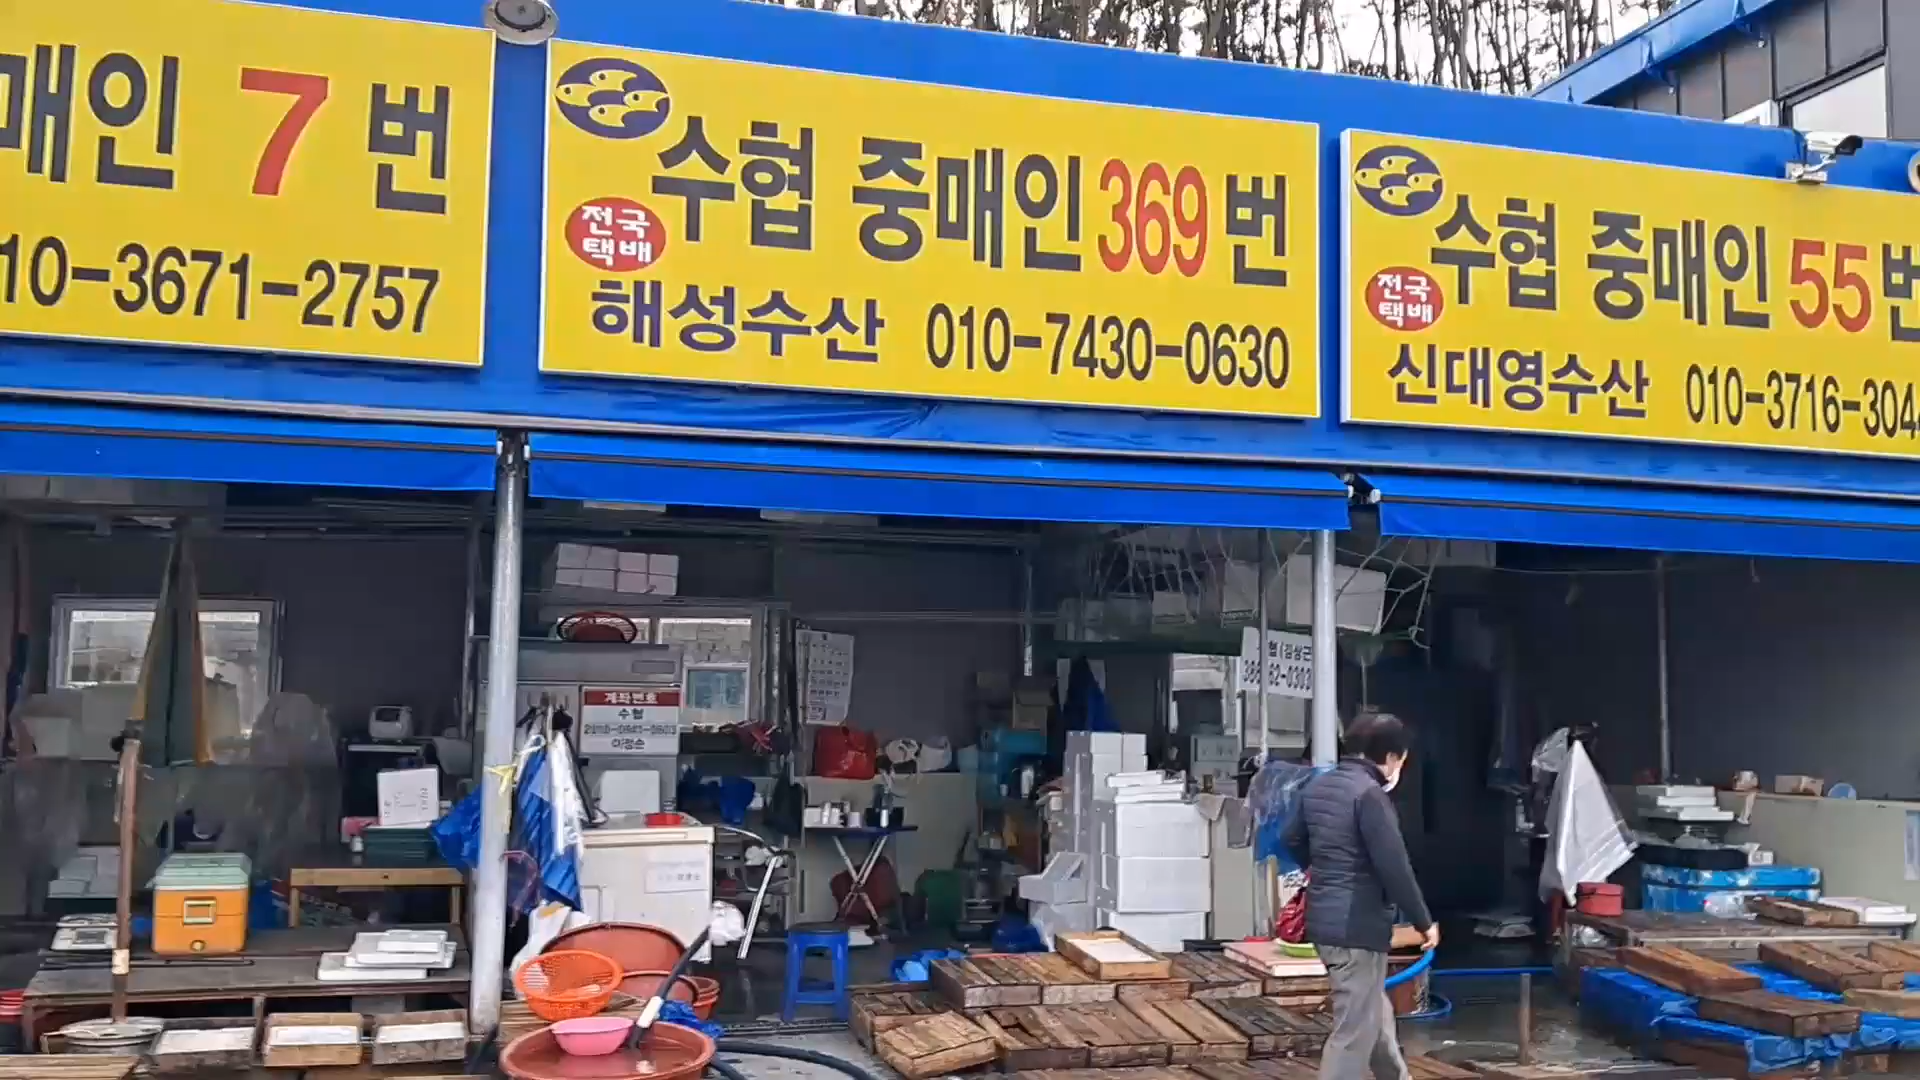 매인 7 번
10-3671-2757
수협 중매인 369 번
전국
택배
해성수산 010-7430-0630
수협 중매인 55 번
전국
택배
신대영수산 010-3716-304
계좌번호
수협